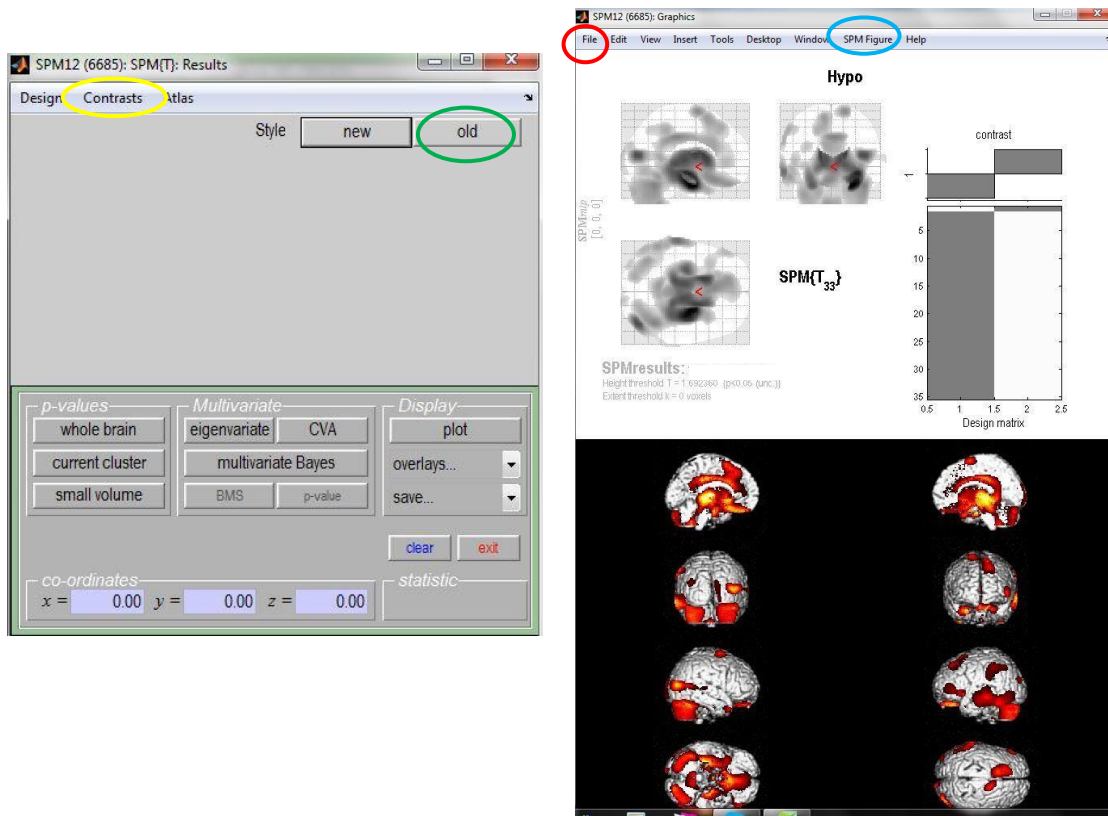 SPM12 (6685): SPM{T}: Results
Design Contrasts Atlas
Style new old
p-values
whole brain
current cluster
small volume
Multivariate
eigenvariate CVA
multivariate Bayes
BMS p-value
Display
plot
overlays...
save...
clear exit
co-ordinates
x = 0.00 y = 0.00 z = 0.00
statistic
SPM12 (6685): Graphics
File Edit View Insert Tools Desktop Window SPM Figure Help
Hypo
SPMmip
[0, 0, 0]
SPM{T33}
contrast
1
5
10
15
20
25
30
35
0.5 1 1.5 2 2.5
Design matrix
SPMresults:
Height threshold T = 1.692360 {p<0.05 (unc.)}
Extent threshold k = 0 voxels